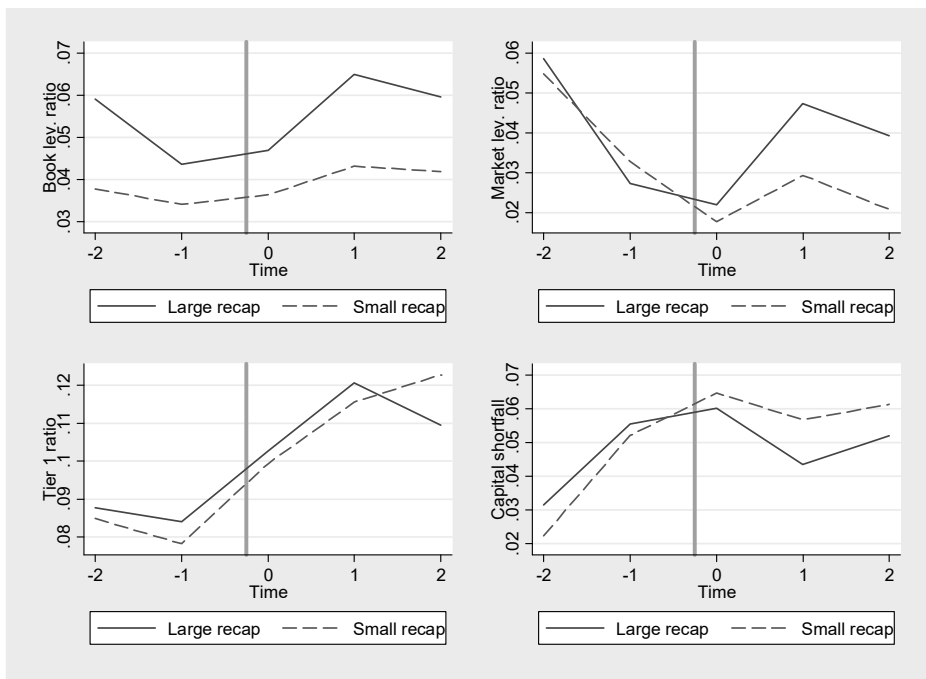 Book lev. ratio
.07
.06
.05
.04
.03
-2 -1 0 1 2
Time
Large recap Small recap
Market lev. ratio
.06
.05
.04
.03
.02
-2 -1 0 1 2
Time
Large recap Small recap
Tier 1 ratio
.12
.11
.1
.09
.08
-2 -1 0 1 2
Time
Large recap Small recap
Capital shortfall
.07
.06
.05
.04
.03
.02
-2 -1 0 1 2
Time
Large recap Small recap